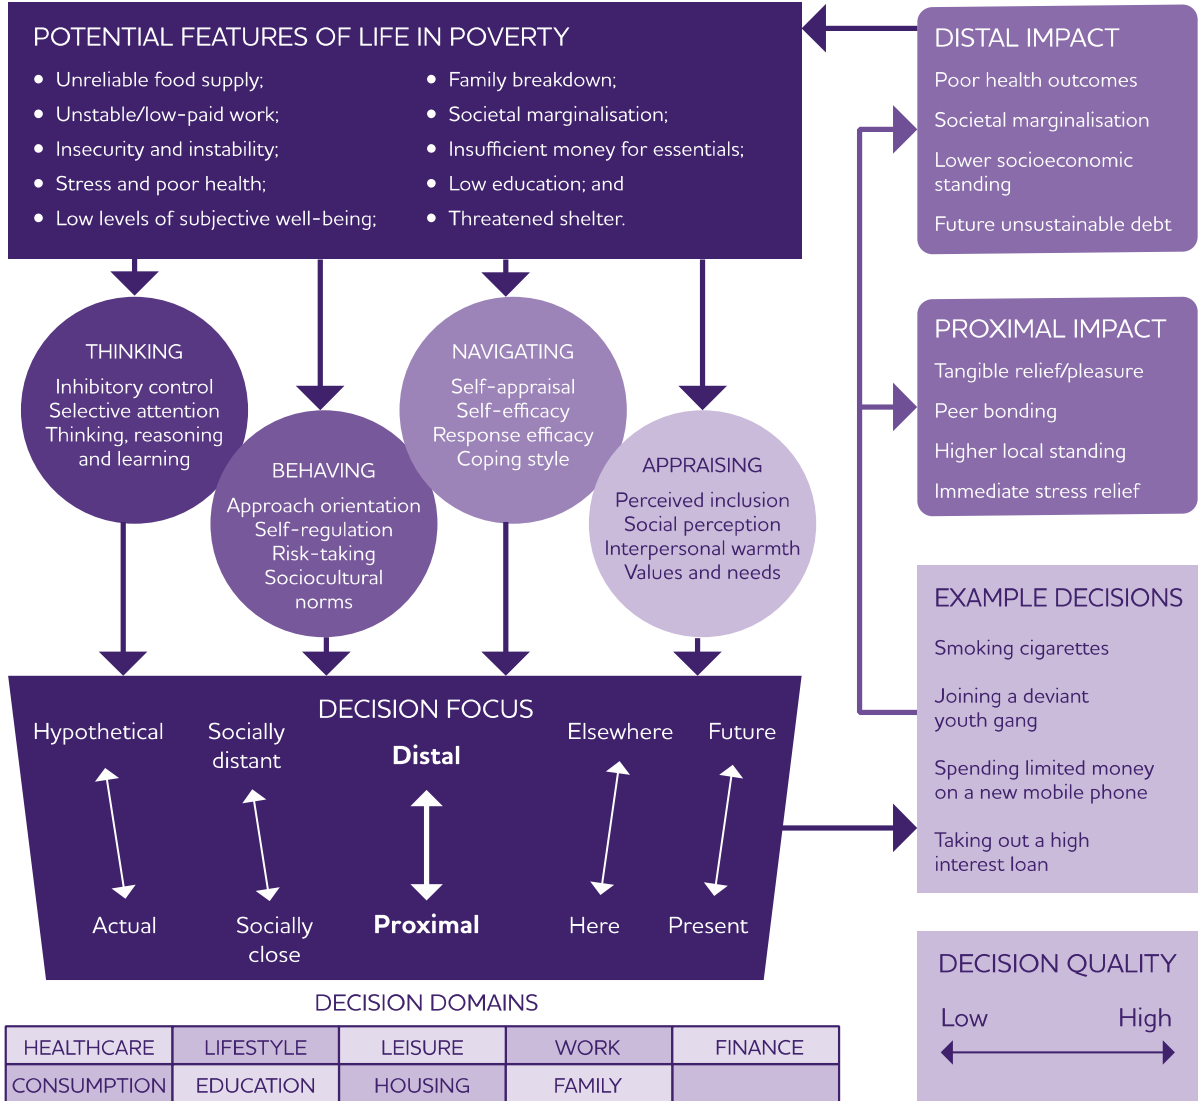 POTENTIAL FEATURES OF LIFE IN POVERTY
• Unreliable food supply;
• Unstable/low-paid work;
• Insecurity and instability;
• Stress and poor health;
• Low levels of subjective well-being;
• Family breakdown;
• Societal marginalisation;
• Insufficient money for essentials;
• Low education; and
• Threatened shelter.
THINKING
Inhibitory control
Selective attention
Thinking, reasoning
and learning
BEHAVING
Approach orientation
Self-regulation
Risk-taking
Sociocultural
norms
NAVIGATING
Self-appraisal
Self-efficacy
Response efficacy
Coping style
APPRAISING
Perceived inclusion
Social perception
Interpersonal warmth
Values and needs
DECISION FOCUS
Hypothetical
Actual
Socially
distant
Socially
close
Distal
Proximal
Elsewhere
Here
Future
Present
DECISION DOMAINS
HEALTHCARE
LIFESTYLE
LEISURE
WORK
FINANCE
CONSUMPTION
EDUCATION
HOUSING
FAMILY
DISTAL IMPACT
Poor health outcomes
Societal marginalisation
Lower socioeconomic
standing
Future unsustainable debt
PROXIMAL IMPACT
Tangible relief/pleasure
Peer bonding
Higher local standing
Immediate stress relief
EXAMPLE DECISIONS
Smoking cigarettes
Joining a deviant
youth gang
Spending limited money
on a new mobile phone
Taking out a high
interest loan
DECISION QUALITY
Low
High